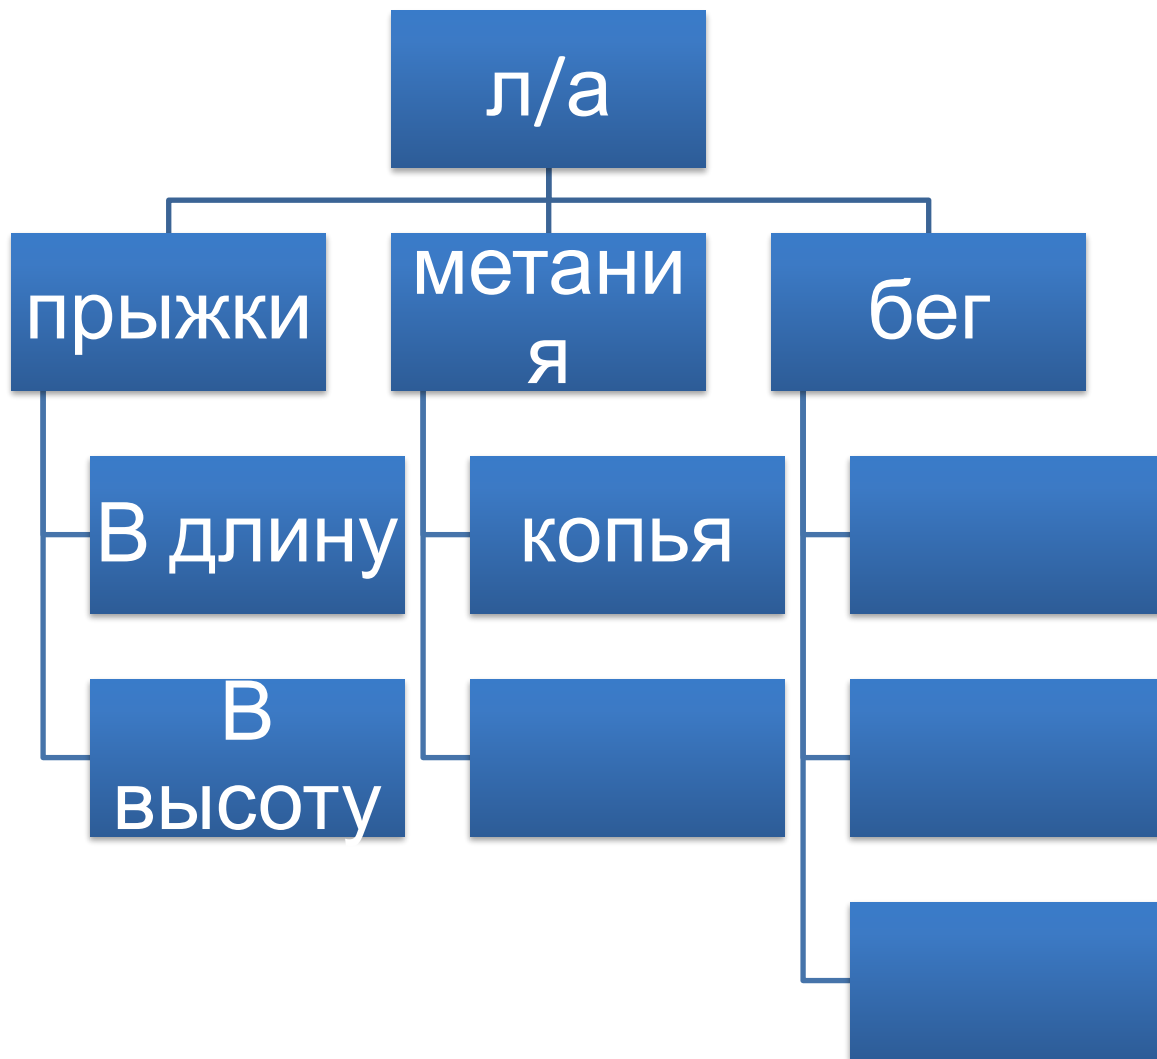 л/а
прыжки
метани
я
бег
В длину
копья
В
высоту